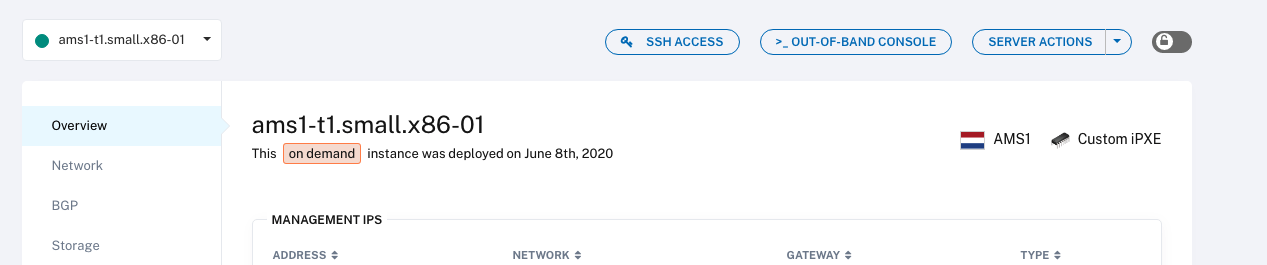 ams1-t1.small.x86-01
SSH ACCESS
>_ OUT-OF-BAND CONSOLE
SERVER ACTIONS
Overview
Network
BGP
Storage
ams1-t1.small.x86-01
This on demand instance was deployed on June 8th, 2020
AMS1
Custom iPXE
MANAGEMENT IPS
ADDRESS NETWORK GATEWAY TYPE